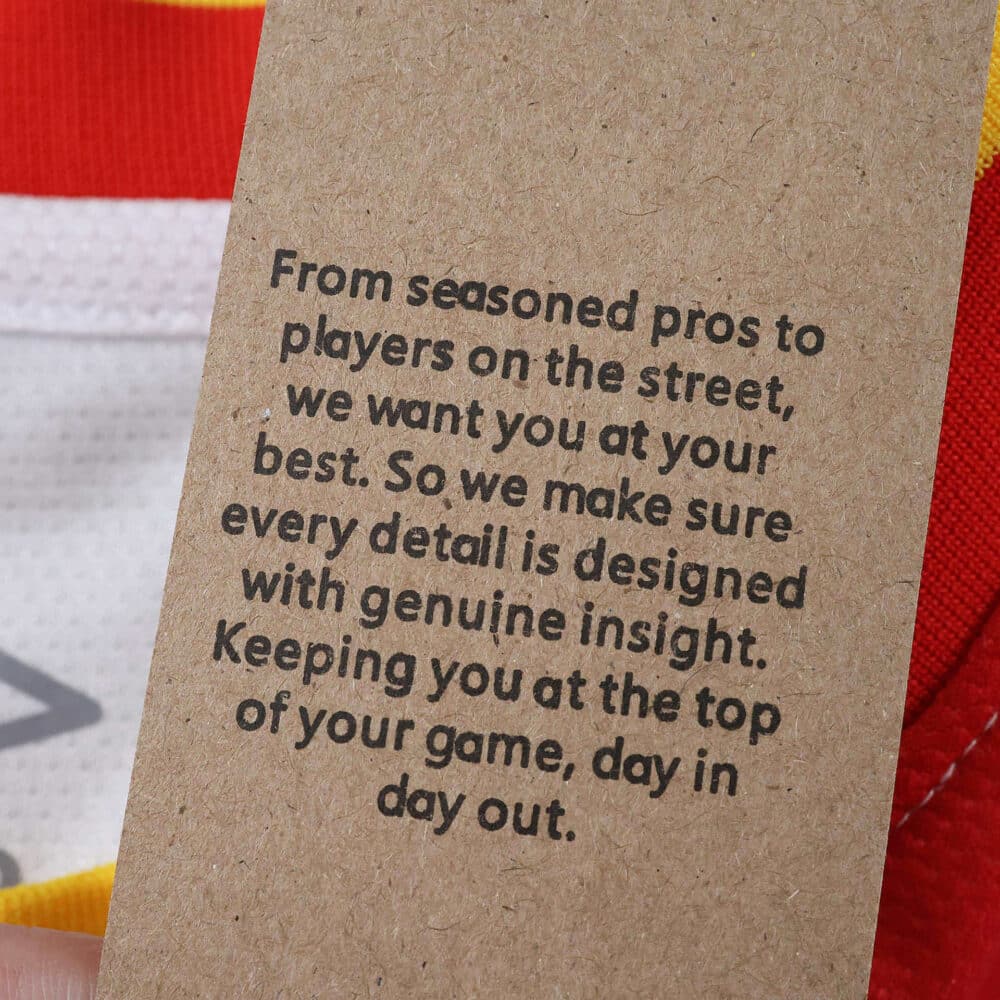 From seasoned pros to
players on the street,
we want you at your
best. So we make sure
every detail is designed
with genuine insight.
Keeping you at the top
of your game, day in
day out.